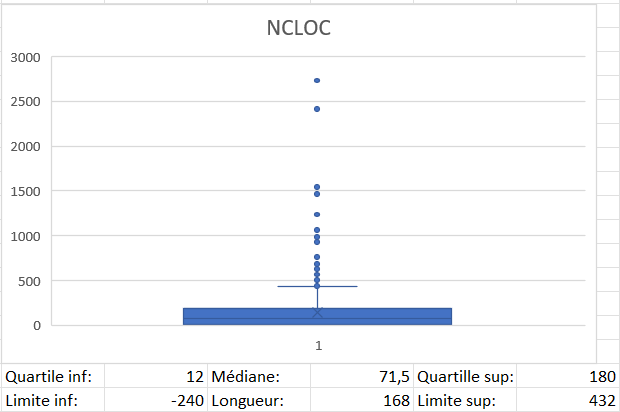 NCLOC
3000
2500
2000
1500
1000
500
0
1
Quartile inf: 12 Médiane: 71,5 Quartille sup: 180
Limite inf: -240 Longueur: 168 Limite sup: 432